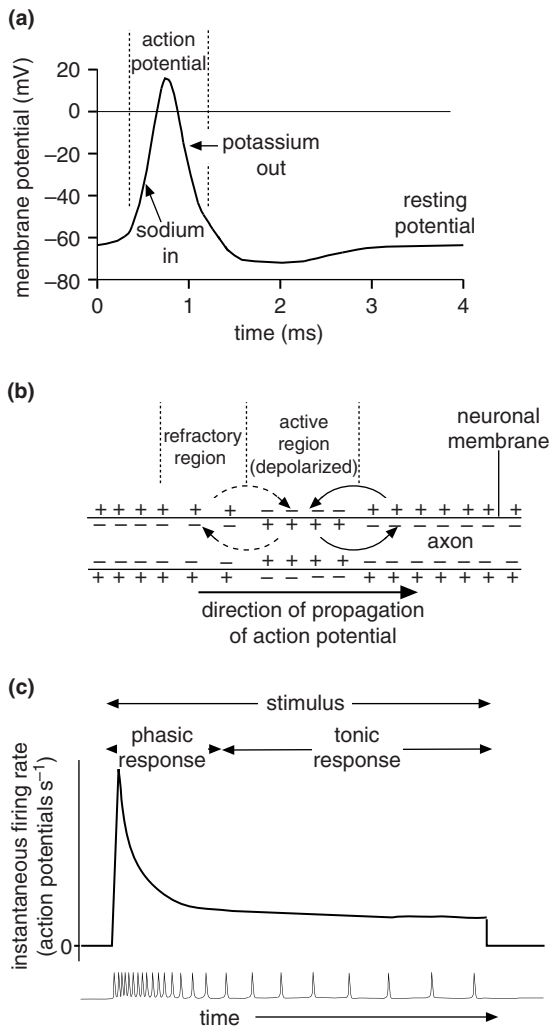 (a)
action
potential
membrane potential (mV)
20
0
−20
−40
−60
−80
potassium
out
sodium
in
resting
potential
0
1
2
3
4
time (ms)
(b)
refractory
region
active
region
(depolarized)
neuronal
membrane
+ + + + + + − − − − + + + + + + + +
− − − − − − + + + + − − − − − − − −
axon
− − − − − − + + + + − − − − − − − −
+ + + + + + − − − − + + + + + + + +
direction of propagation
of action potential
(c)
stimulus
phasic
response
tonic
response
instantaneous firing rate
(action potentials s⁻¹)
0
time